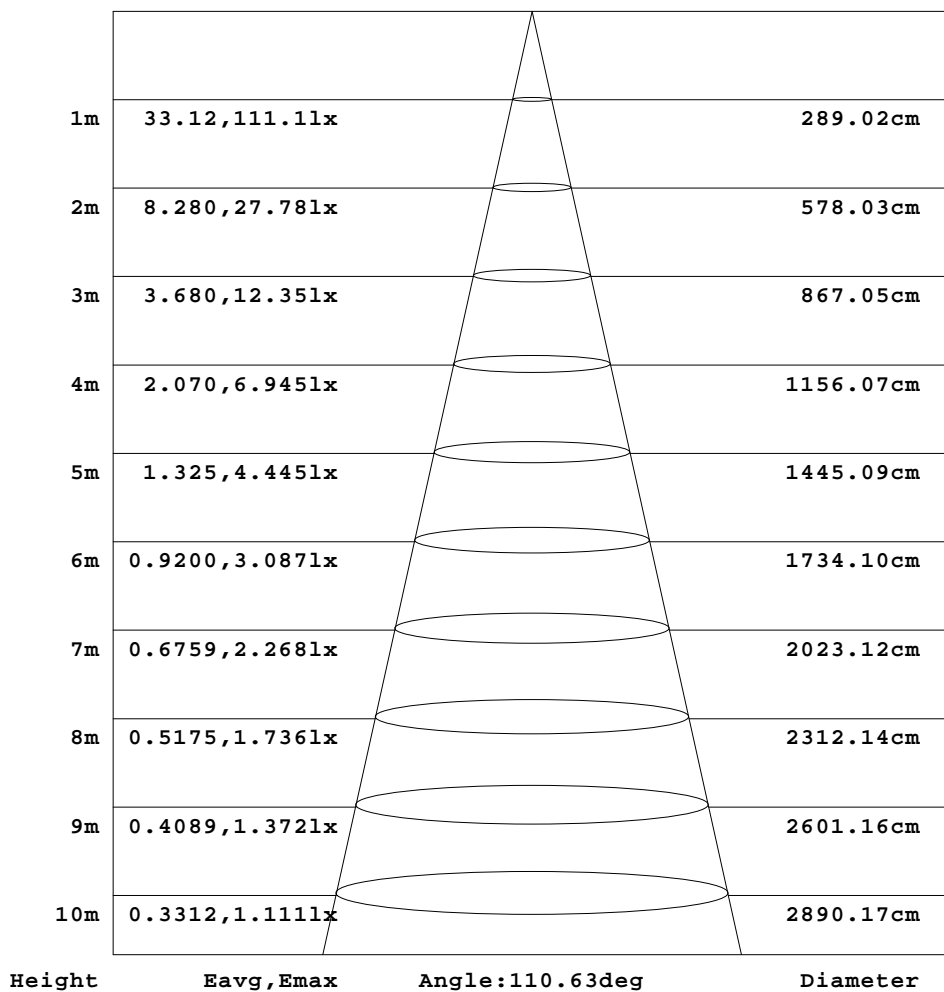 1m 33.12,111.1lx 289.02cm
2m 8.280,27.78lx 578.03cm
3m 3.680,12.35lx 867.05cm
4m 2.070,6.945lx 1156.07cm
5m 1.325,4.445lx 1445.09cm
6m 0.9200,3.087lx 1734.10cm
7m 0.6759,2.268lx 2023.12cm
8m 0.5175,1.736lx 2312.14cm
9m 0.4089,1.372lx 2601.16cm
10m 0.3312,1.111lx 2890.17cm
Height Eavg,Emax Angle:110.63deg Diameter